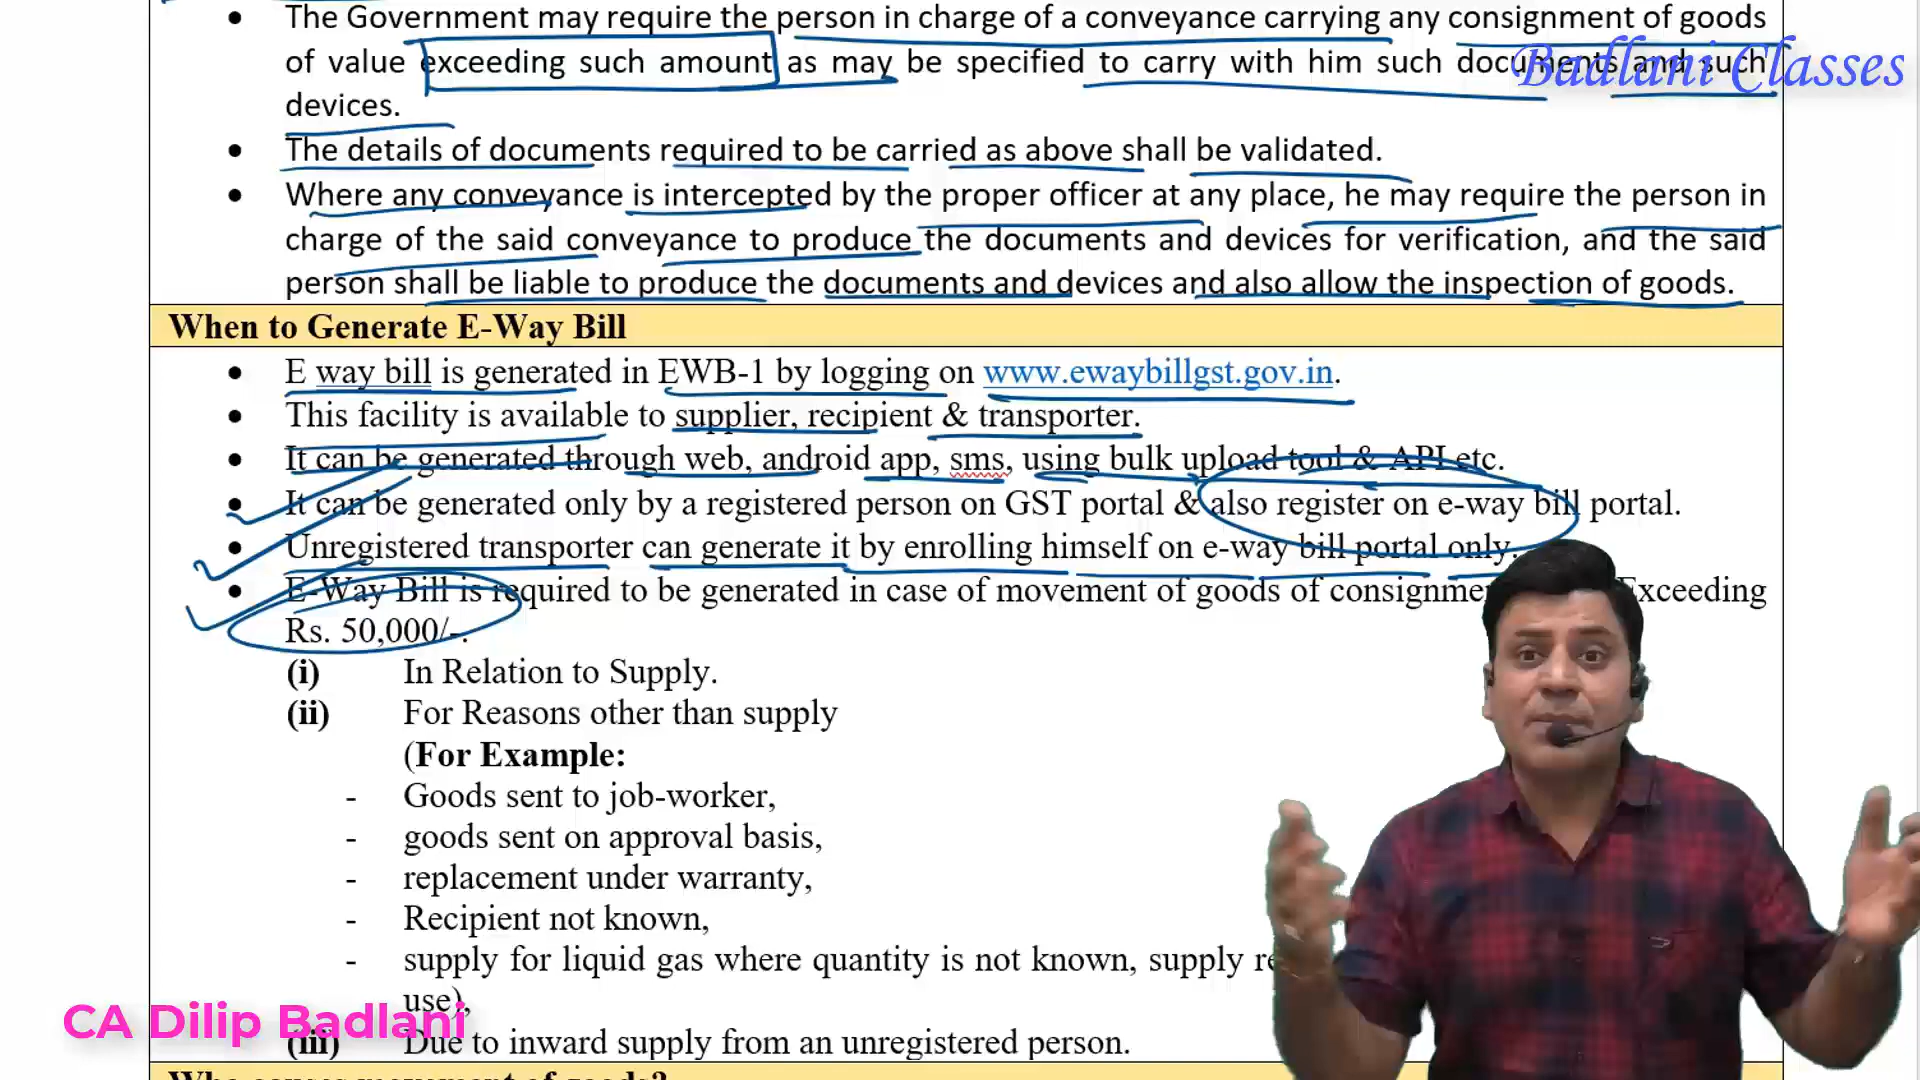 The Government may require the person in charge of a conveyance carrying any consignment of goods
of value exceeding such amount as may be specified to carry with him such documents and such
Badlani Classes
devices.
The details of documents required to be carried as above shall be validated.
Where any conveyance is intercepted by the proper officer at any place, he may require the person in
charge of the said conveyance to produce the documents and devices for verification, and the said
person shall be liable to produce the documents and devices and also allow the inspection of goods.
When to Generate E-Way Bill
E way bill is generated in EWB-1 by logging on www.ewaybillgst.gov.in.
This facility is available to supplier, recipient & transporter.
It can be generated through web, android app, sms, using bulk upload tool & API etc.
It can be generated only by a registered person on GST portal & also register on e-way bill portal.
Unregistered transporter can generate it by enrolling himself on e-way bill portal only.
E-Way Bill is required to be generated in case of movement of goods of Exceeding
Rs. 50,000/-.
(i) In Relation to Supply.
(ii) For Reasons other than supply
(For Example:
- Goods sent to job-worker,
- goods sent on approval basis,
- replacement under warranty,
- Recipient not known,
- supply for liquid gas where quantity is not known, supply
use),
CA Dilip Badlani
(iii) Due to inward supply from an unregistered person.
Who causes movement of goods?